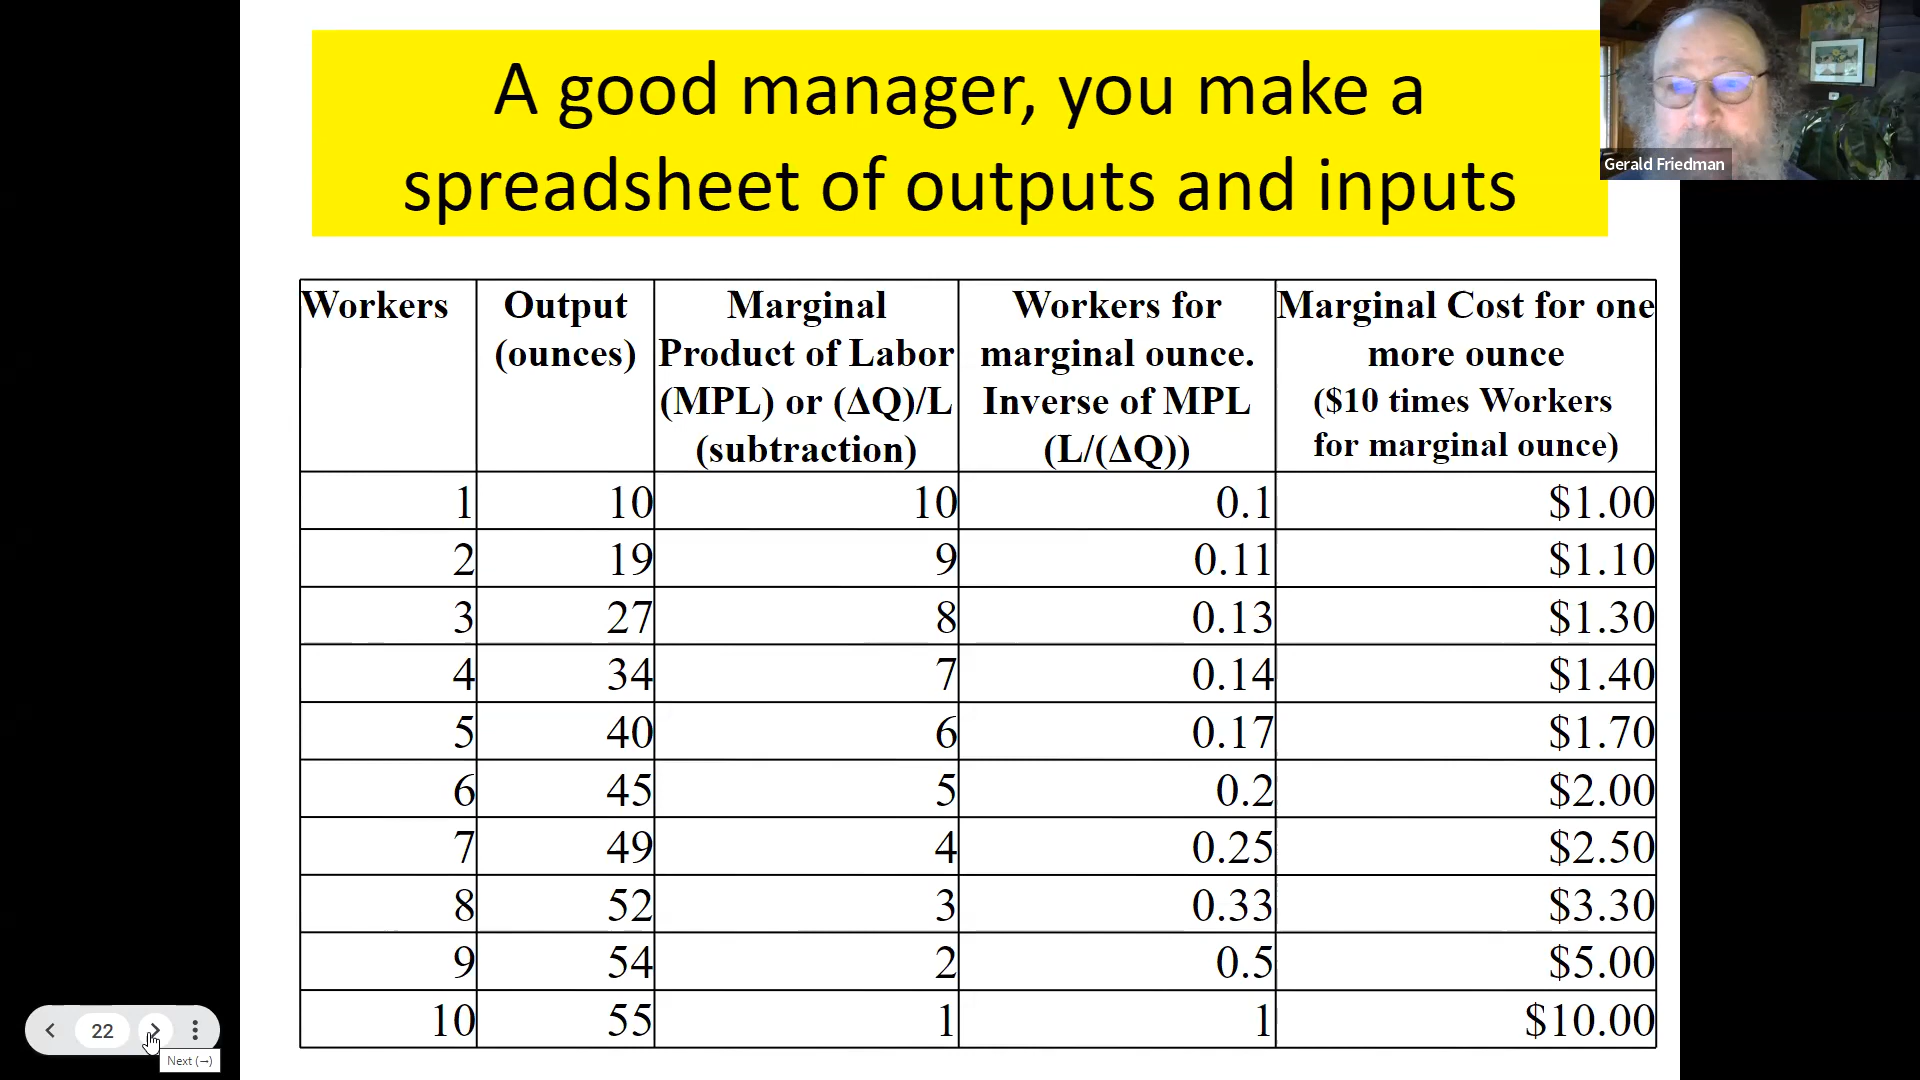 A good manager, you make a
spreadsheet of outputs and inputs
Gerald Friedman
Workers
Output
(ounces)
Marginal
Product of Labor
(MPL) or (ΔQ)/L
(subtraction)
Workers for
marginal ounce.
Inverse of MPL
(L/(ΔQ))
Marginal Cost for one
more ounce
($10 times Workers
for marginal ounce)
1 10 10 0.1 $1.00
2 19 9 0.11 $1.10
3 27 8 0.13 $1.30
4 34 7 0.14 $1.40
5 40 6 0.17 $1.70
6 45 5 0.2 $2.00
7 49 4 0.25 $2.50
8 52 3 0.33 $3.30
9 54 2 0.5 $5.00
10 55 1 1 $10.00
22
Next (→)